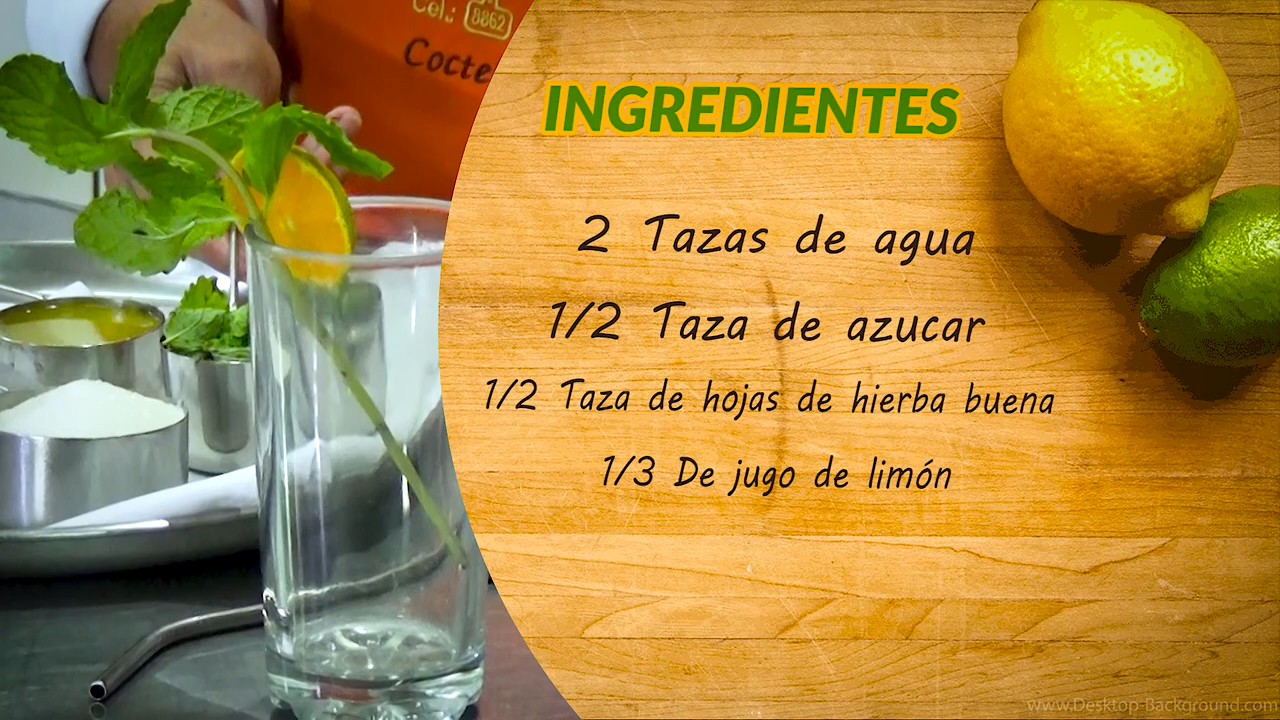 Cel.: 8862
Cocte
INGREDIENTES
2 Tazas de agua
1/2 Taza de azucar
1/2 Taza de hojas de hierba buena
1/3 De jugo de limón
www.Desktop-Background.com